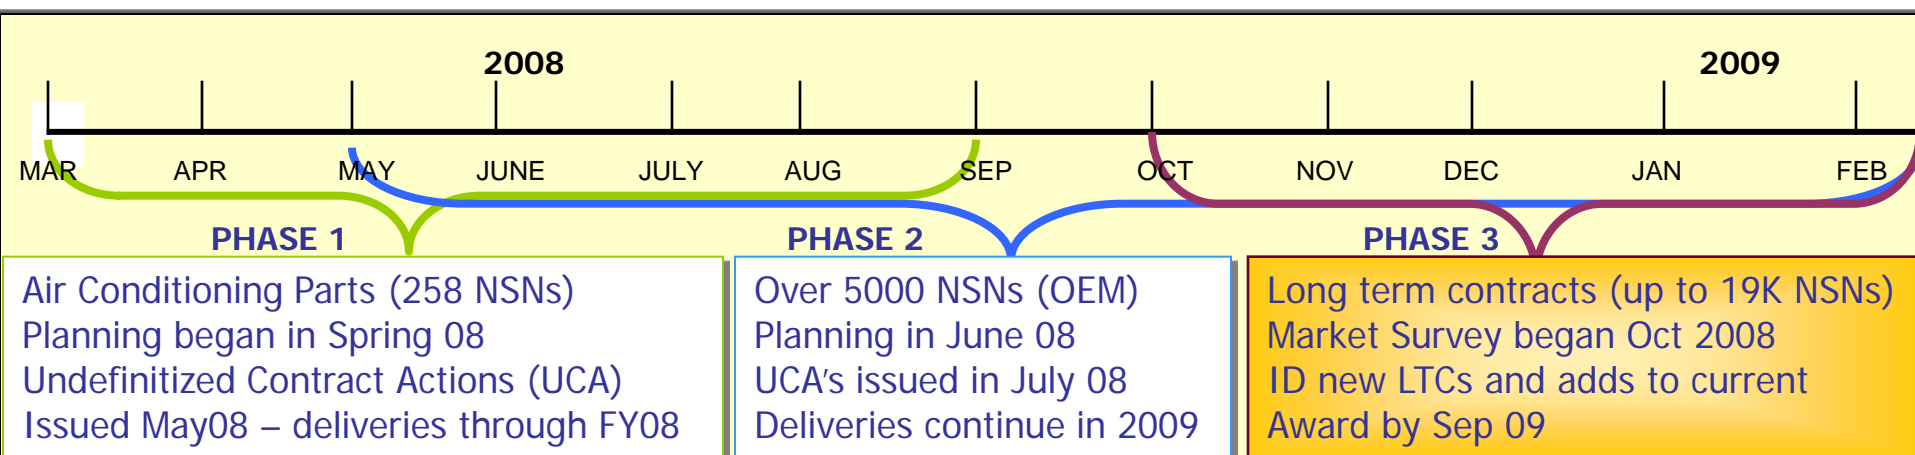 2008
2009
MAR APR MAY JUNE JULY AUG SEP OCT NOV DEC JAN FEB
PHASE 1
Air Conditioning Parts (258 NSNs)
Planning began in Spring 08
Undefinitized Contract Actions (UCA)
Issued May08 – deliveries through FY08
PHASE 2
Over 5000 NSNs (OEM)
Planning in June 08
UCA's issued in July 08
Deliveries continue in 2009
PHASE 3
Long term contracts (up to 19K NSNs)
Market Survey began Oct 2008
ID new LTCs and adds to current
Award by Sep 09